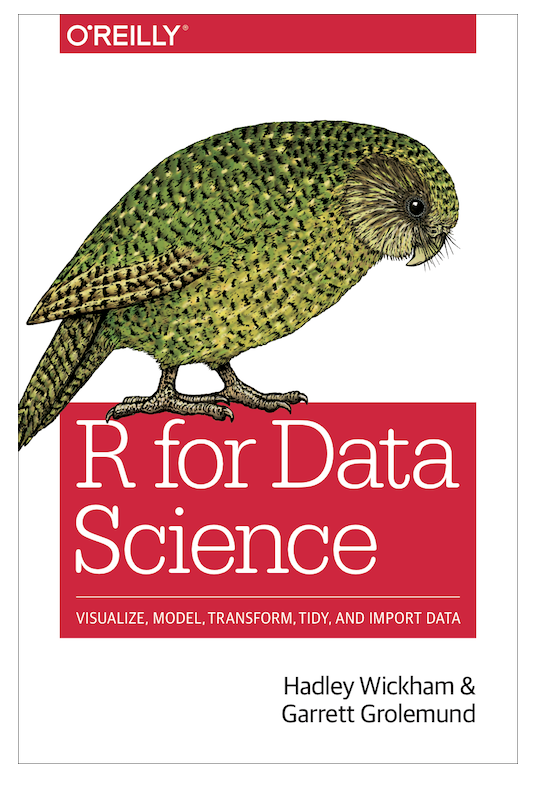 O'REILLY®
R for Data
Science
VISUALIZE, MODEL, TRANSFORM, TIDY, AND IMPORT DATA
Hadley Wickham &
Garrett Grolemund